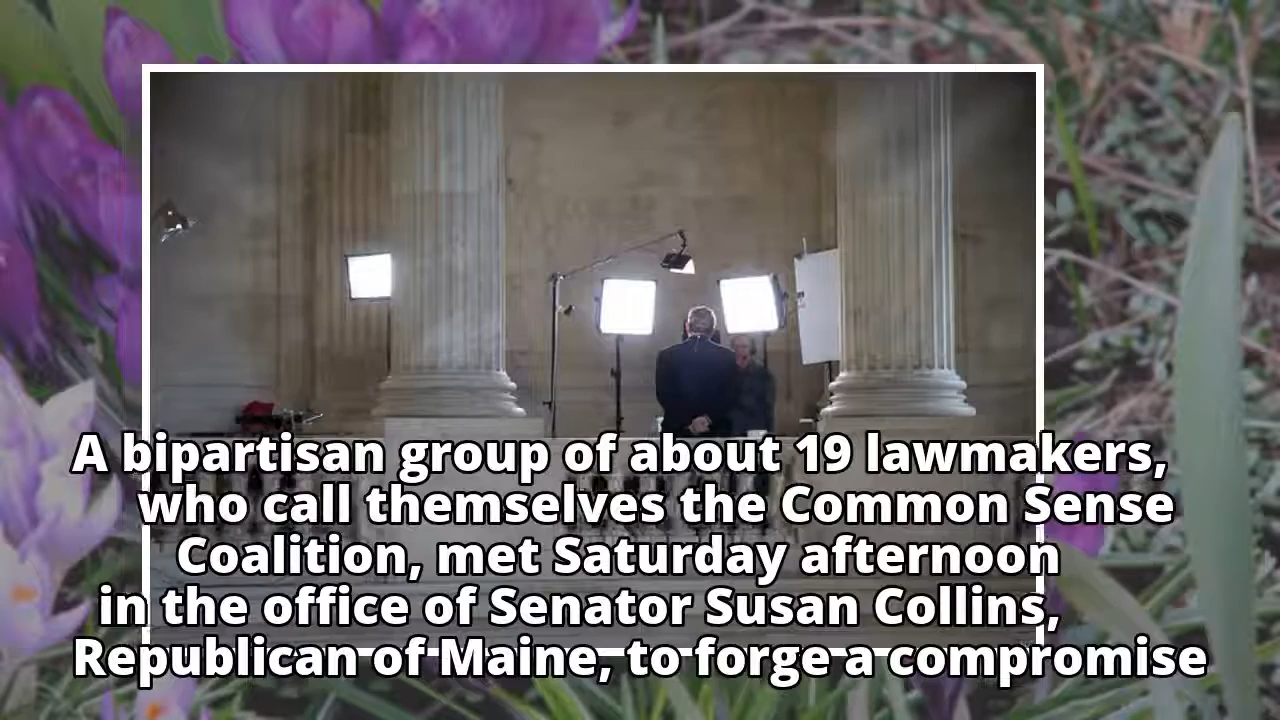 A bipartisan group of about 19 lawmakers,
who call themselves the Common Sense
Coalition, met Saturday afternoon
in the office of Senator Susan Collins,
Republican of Maine, to forge a compromise